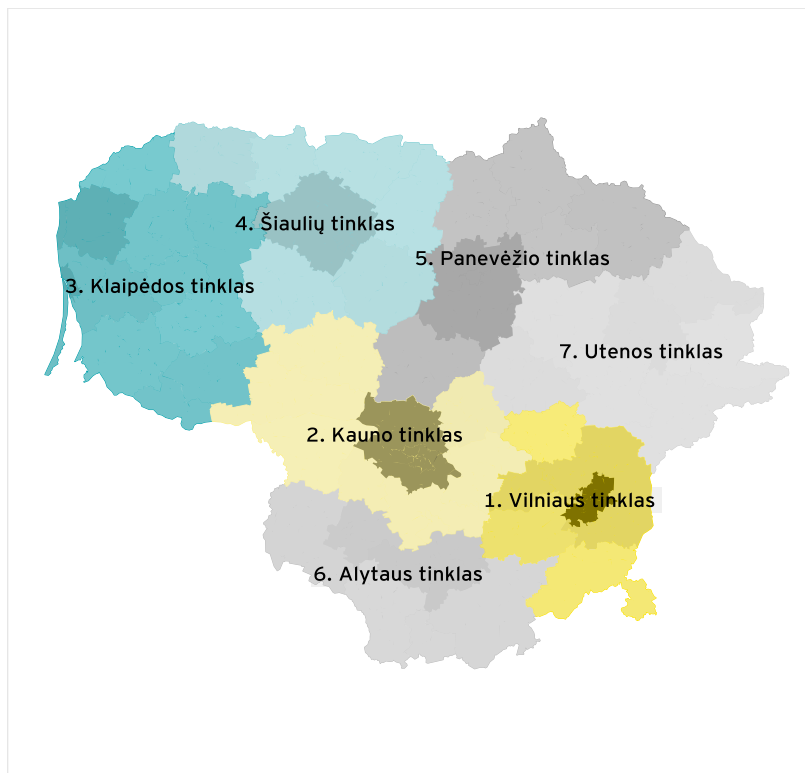 4. Šiaulių tinklas
5. Panevėžio tinklas
3. Klaipėdos tinklas
7. Utenos tinklas
2. Kauno tinklas
1. Vilniaus tinklas
6. Alytaus tinklas